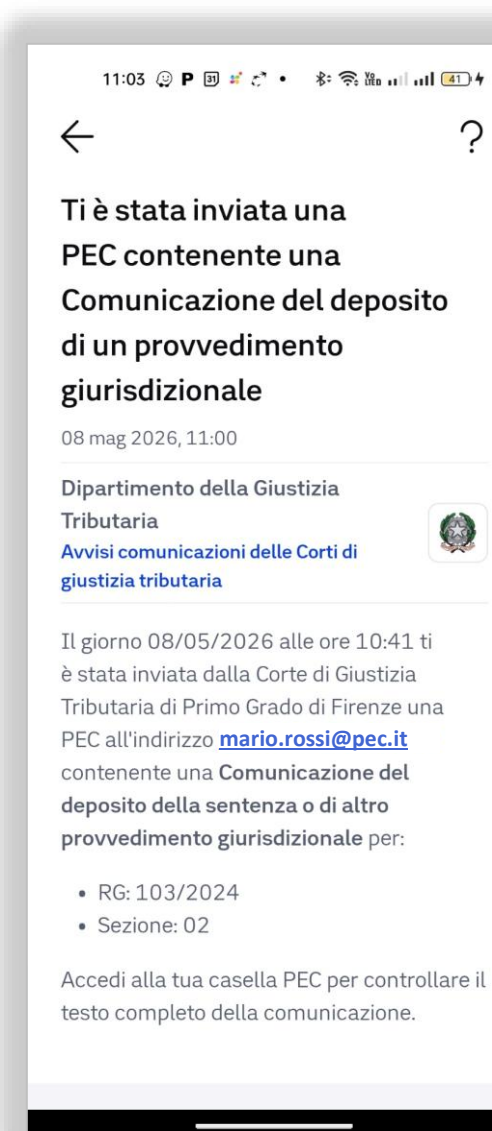 11:03
41
?
Ti è stata inviata una
PEC contenente una
Comunicazione del deposito
di un provvedimento
giurisdizionale
08 mag 2026, 11:00
Dipartimento della Giustizia
Tributaria
Avvisi comunicazioni delle Corti di
giustizia tributaria
Il giorno 08/05/2026 alle ore 10:41 ti
è stata inviata dalla Corte di Giustizia
Tributaria di Primo Grado di Firenze una
PEC all'indirizzo mario.rossi@pec.it
contenente una Comunicazione del
deposito della sentenza o di altro
provvedimento giurisdizionale per:
• RG: 103/2024
• Sezione: 02
Accedi alla tua casella PEC per controllare il
testo completo della comunicazione.